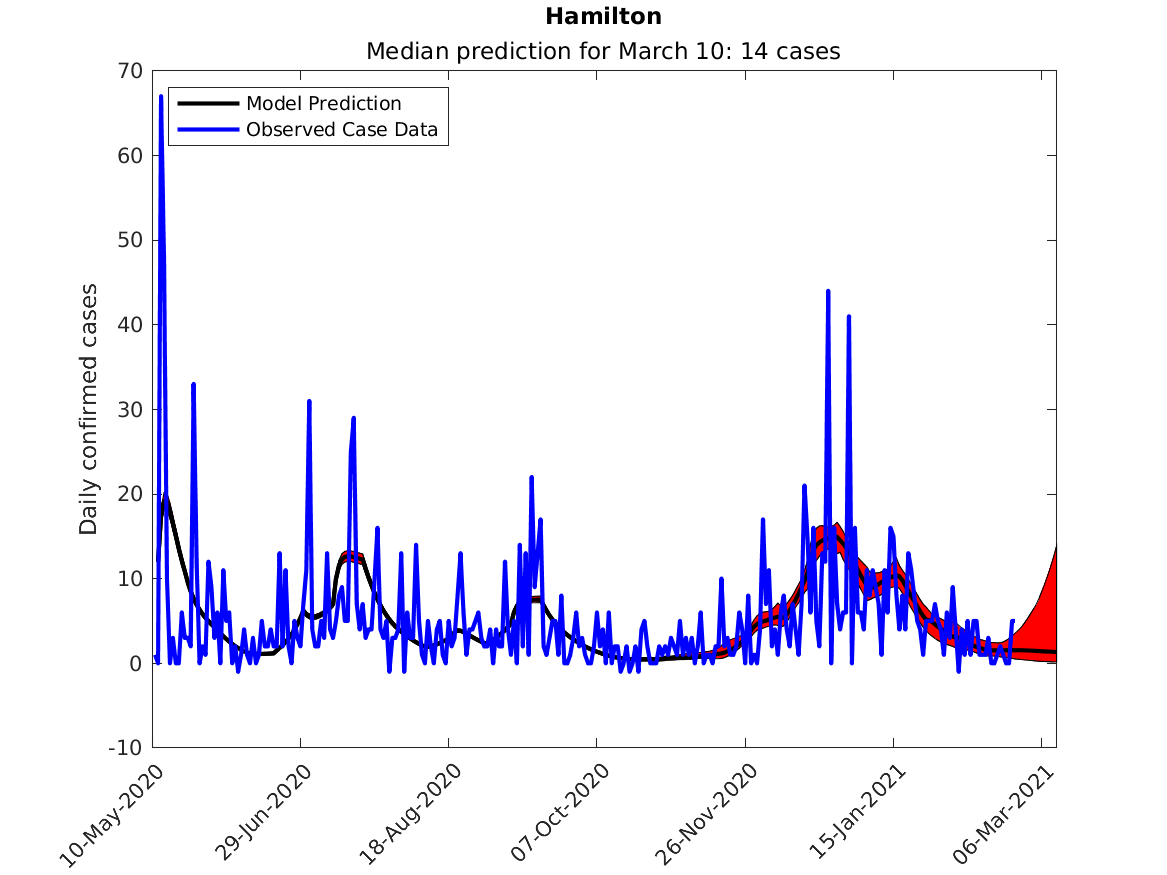 Hamilton
Median prediction for March 10: 14 cases
Model Prediction
Observed Case Data
Daily confirmed cases
70
60
50
40
30
20
10
0
-10
10-May-2020
29-Jun-2020
18-Aug-2020
07-Oct-2020
26-Nov-2020
15-Jan-2021
06-Mar-2021